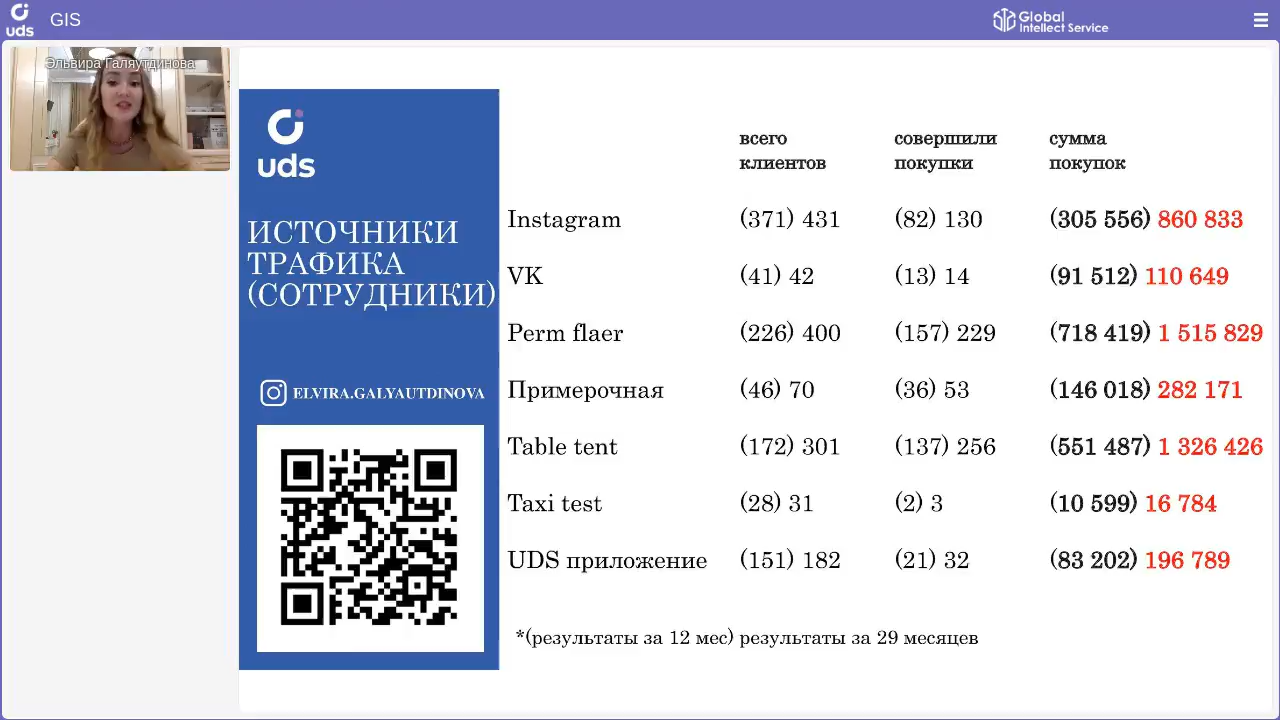 uds
GIS
Global
Intellect Service
Эльвира Галяутдинова
uds
ИСТОЧНИКИ
ТРАФИКА
(СОТРУДНИКИ)
ELVIRA.GALYAUTDINOVA
всего клиентов совершили покупки сумма покупок
Instagram (371) 431 (82) 130 (305 556) 860 833
VK (41) 42 (13) 14 (91 512) 110 649
Perm flaer (226) 400 (157) 229 (718 419) 1 515 829
Примерочная (46) 70 (36) 53 (146 018) 282 171
Table tent (172) 301 (137) 256 (551 487) 1 326 426
Taxi test (28) 31 (2) 3 (10 599) 16 784
UDS приложение (151) 182 (21) 32 (83 202) 196 789
*(результаты за 12 мес) результаты за 29 месяцев